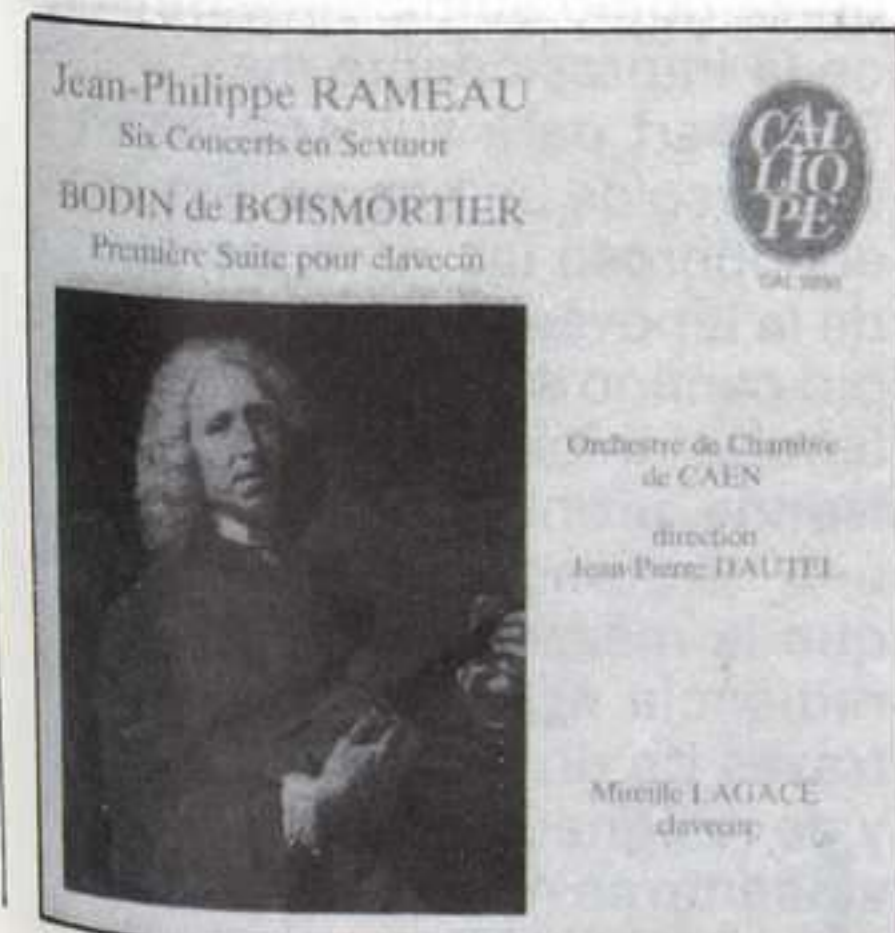 Jean-Philippe RAMEAU
Six Concerts en Sextuor
BODIN de BOISMORTIER
Première Suite pour clavecin
CAL
LIO
PE
CAL
Orchestre de Chambre
de CAEN
direction
Jean-Pierre DAUTEL
Mireille LAGACE
clavecin